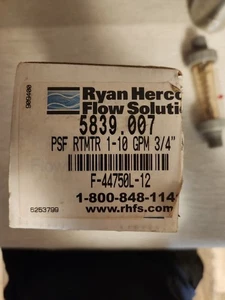 Ryan Herco
Flow Solutio
5839.007
PSF RTMTR 1-10 GPM 3/4"
F-44750L-12
1-800-848-114
www.rhfs.com
5253799